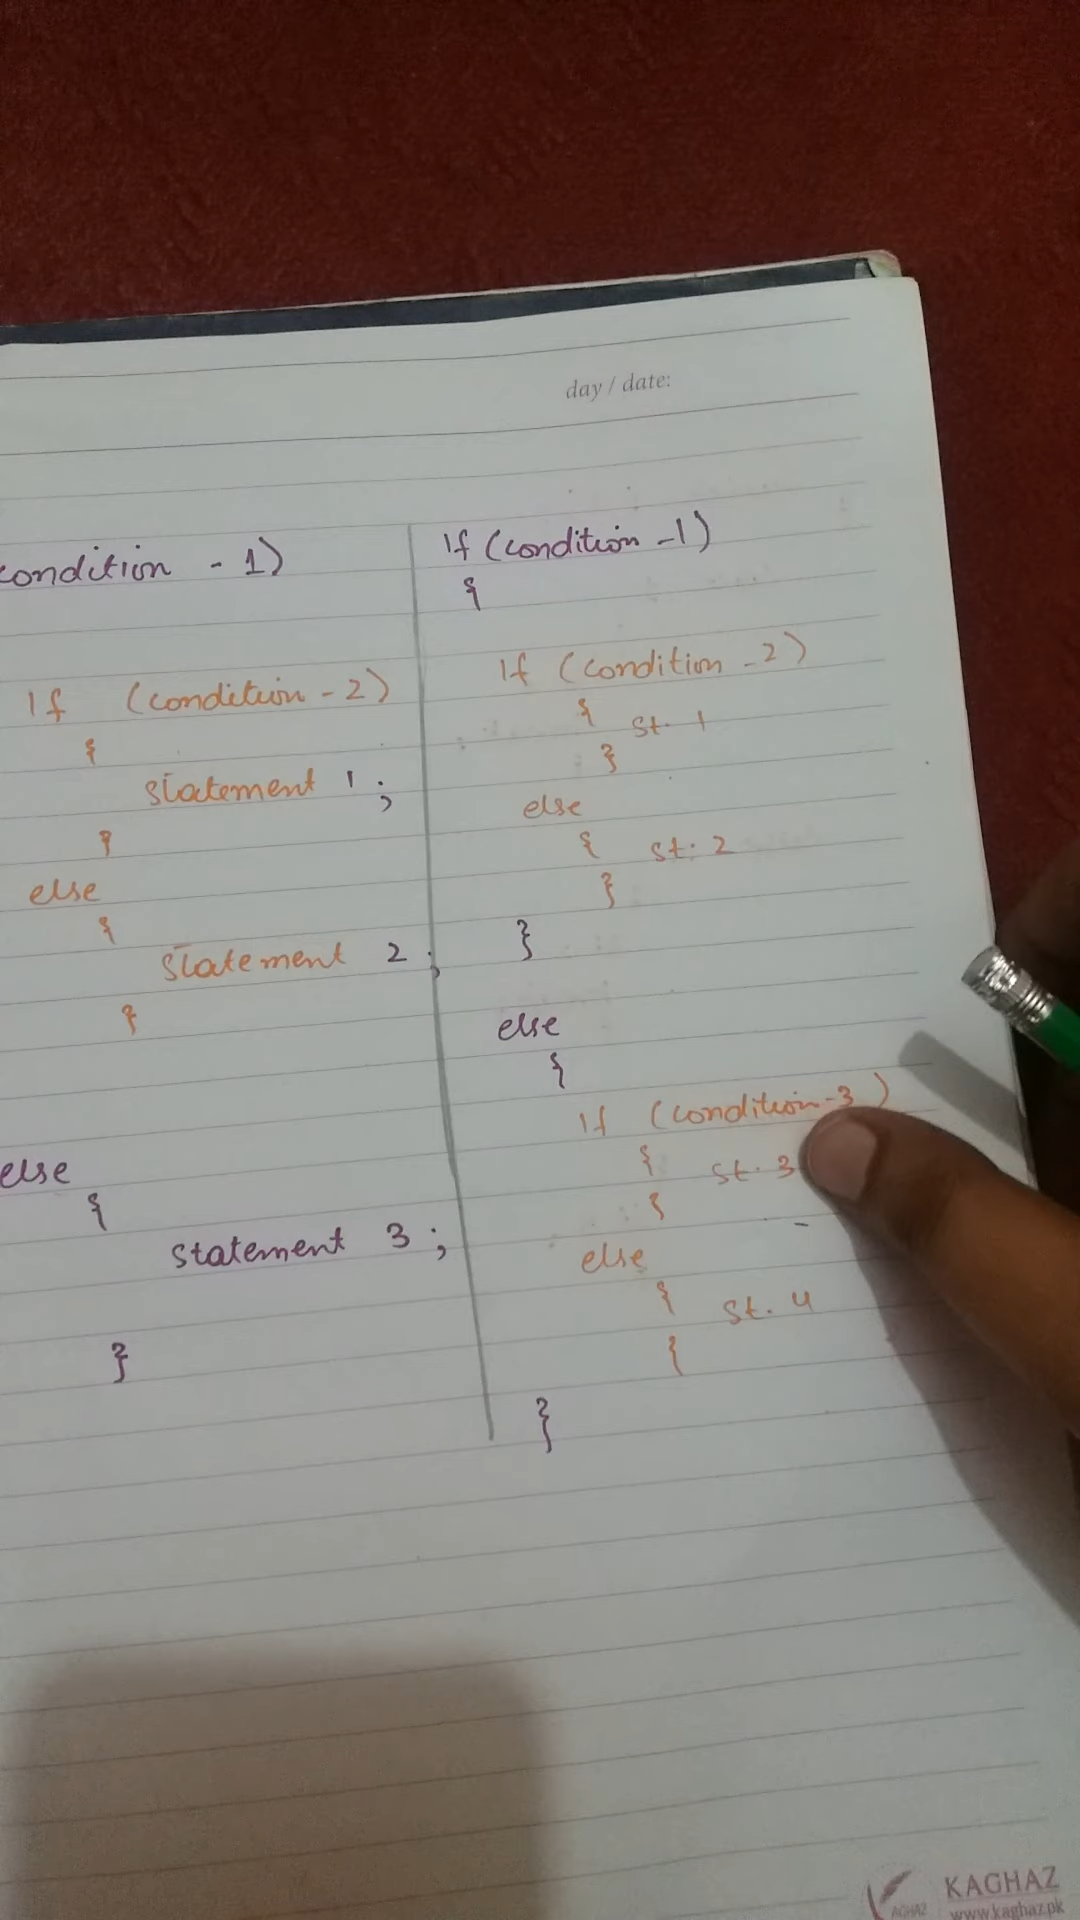 day / date:
condition - 1)
If (condition - 2)
{
statement 1 ;
}
else
{
statement 2 ;
}
else
{
statement 3 ;
}
If (condition - 1)
{
If (condition - 2)
{ st. 1
}
else
{ st. 2
}
}
else
{
If (condition - 3)
{ st. 3
}
else
{ st. 4
{
}
KAGHAZ
www.kaghaz.pk